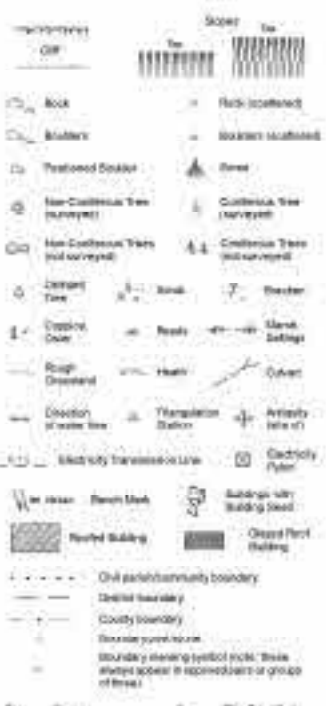 Slopes
Top
Top
Cliff
Rock
Rock (scattered)
Boulders
Boulders (scattered)
Positioned Boulder
Scree
Non-Coniferous Tree
(surveyed)
Coniferous Tree
(surveyed)
Non-Coniferous Trees
(not surveyed)
Coniferous Trees
(not surveyed)
Orchard
Tree
Scrub
Bracken
Coppice,
Osier
Reeds
Marsh,
Saltings
Rough
Grassland
Heath
Culvert
Direction
of water flow
Triangulation
Station
Antiquity
(site of)
Electricity Transmission Line
Electricity
Pylon
Bench Mark
Buildings with
Building Seed
Roofed Building
Glazed Roof
Building
Civil parish/community boundary
District boundary
County boundary
Boundary post/stone
Boundary mereing symbol (note: these
always appear in opposed pairs or groups
of three)